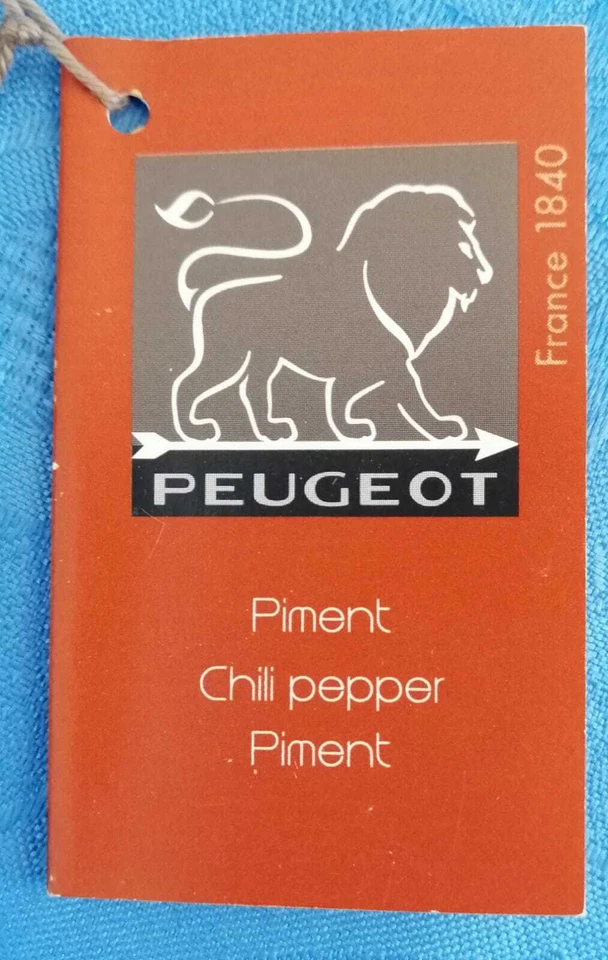 France 1840
PEUGEOT
Piment
Chili pepper
Piment